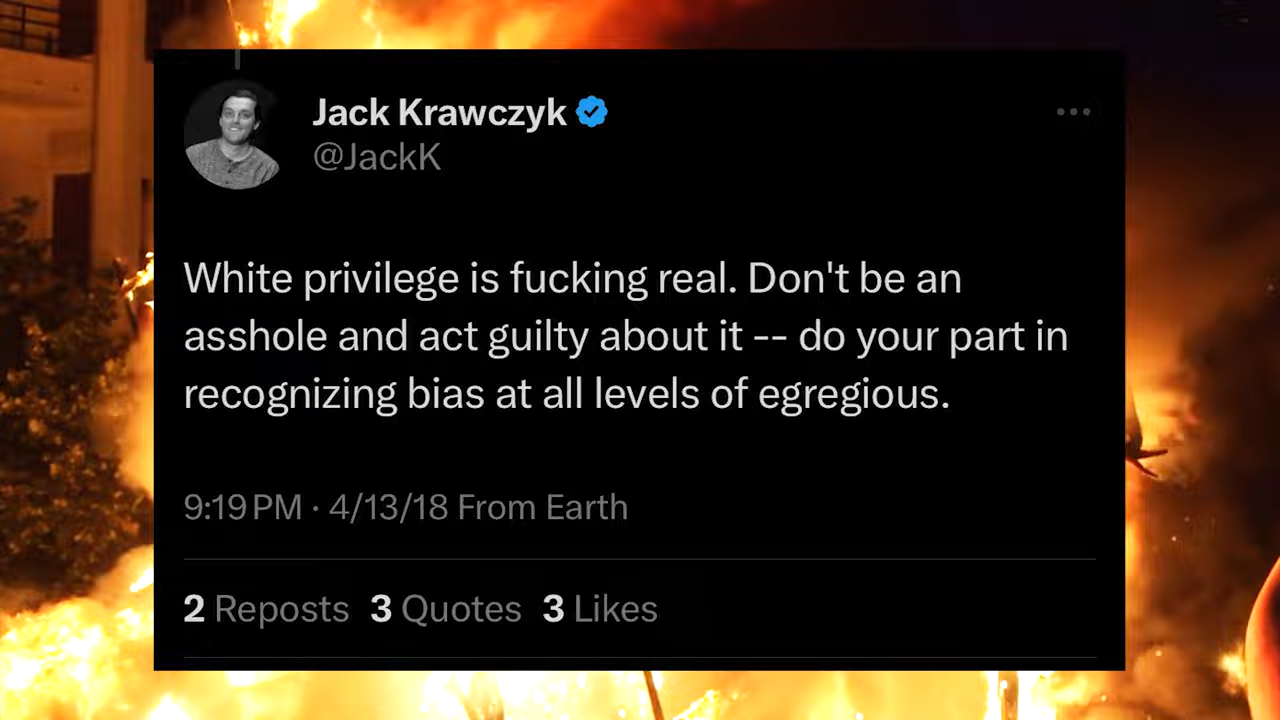 Jack Krawczyk
@JackK
White privilege is fucking real. Don't be an
asshole and act guilty about it -- do your part in
recognizing bias at all levels of egregious.
9:19 PM · 4/13/18 From Earth
2 Reposts 3 Quotes 3 Likes